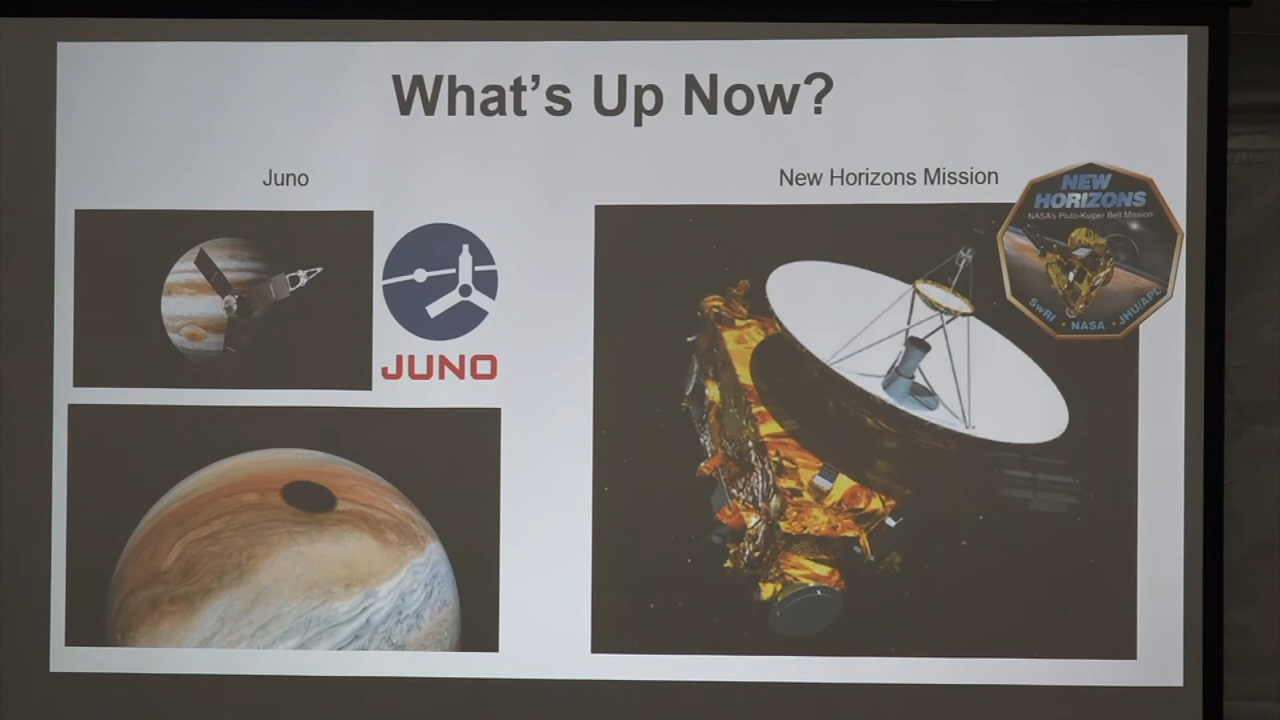 What's Up Now?
Juno
New Horizons Mission
JUNO
NEW
HORIZONS
NASA's Pluto-Kuiper Belt Mission
SwRI • NASA • JHU/APL